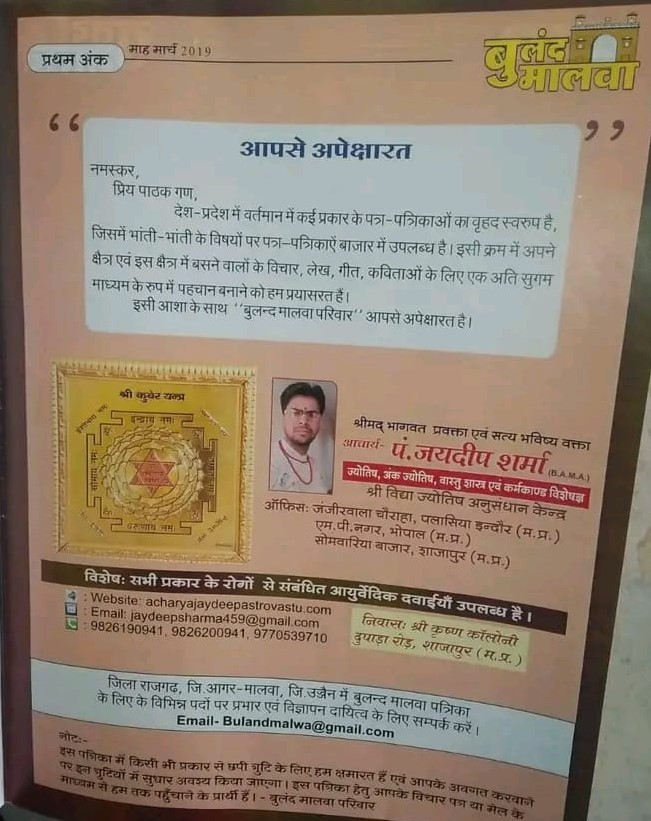 प्रथम अंक
माह मार्च 2019
बुलंद
मालवा
“
”
आपसे अपेक्षारत
नमस्कर,
प्रिय पाठक गण,
देश-प्रदेश में वर्तमान में कई प्रकार के पत्रा-पत्रिकाओं का वृहद स्वरुप है,
जिसमें भांती-भांती के विषयों पर पत्रा-पत्रिकाएँ बाजार में उपलब्ध है। इसी क्रम में अपने
क्षैत्र एवं इस क्षैत्र में बसने वालों के विचार, लेख, गीत, कविताओं के लिए एक अति सुगम
माध्यम के रुप में पहचान बनाने को हम प्रयासरत हैं।
इसी आशा के साथ ‘‘बुलन्द मालवा परिवार’’ आपसे अपेक्षारत है।
श्री कुबेर यन्त्र
इन्द्राय नमः
वरुणाय नमः
श्रीमद् भागवत प्रवक्ता एवं सत्य भविष्य वक्ता
आचार्य- पं. जयदीप शर्मा (B.A.M.A.)
ज्योतिष, अंक ज्योतिष, वास्तु शास्त्र एवं कर्मकाण्ड विशेषज्ञ
श्री विद्या ज्योतिष अनुसंधान केन्द्र
ऑफिस: जंजीरवाला चौराहा, पलासिया इन्दौर (म.प्र.)
एम.पी.नगर, भोपाल (म.प्र.)
सोमवारिया बाजार, शाजापुर (म.प्र.)
विशेष: सभी प्रकार के रोगों से संबंधित आयुर्वेदिक दवाईयाँ उपलब्ध है।
: Website: acharyajaydeepastrovastu.com
: Email: jaydeepsharma459@gmail.com
: 9826190941, 9826200941, 9770539710
निवास: श्री कृष्ण कॉलोनी
दुपाड़ा रोड़, शाजापुर (म.प्र.)
जिला राजगढ़, जि.आगर-मालवा, जि.उज्जैन में बुलन्द मालवा पत्रिका
के लिए के विभिन्न पदों पर प्रभार एवं विज्ञापन दायित्व के लिए सम्पर्क करें।
Email- Bulandmalwa@gmail.com
नोट:-
इस पत्रिका में किसी भी प्रकार से छपी त्रुटि के लिए हम क्षमारत हैं एवं आपके अवगत करवाने
पर इन त्रुटियों में सुधार अवश्य किया जाएगा। इस पत्रिका हेतु आपके विचार पत्र या मेल के
माध्यम से हम तक पहुँचाने के प्रार्थी हैं। - बुलंद मालवा परिवार